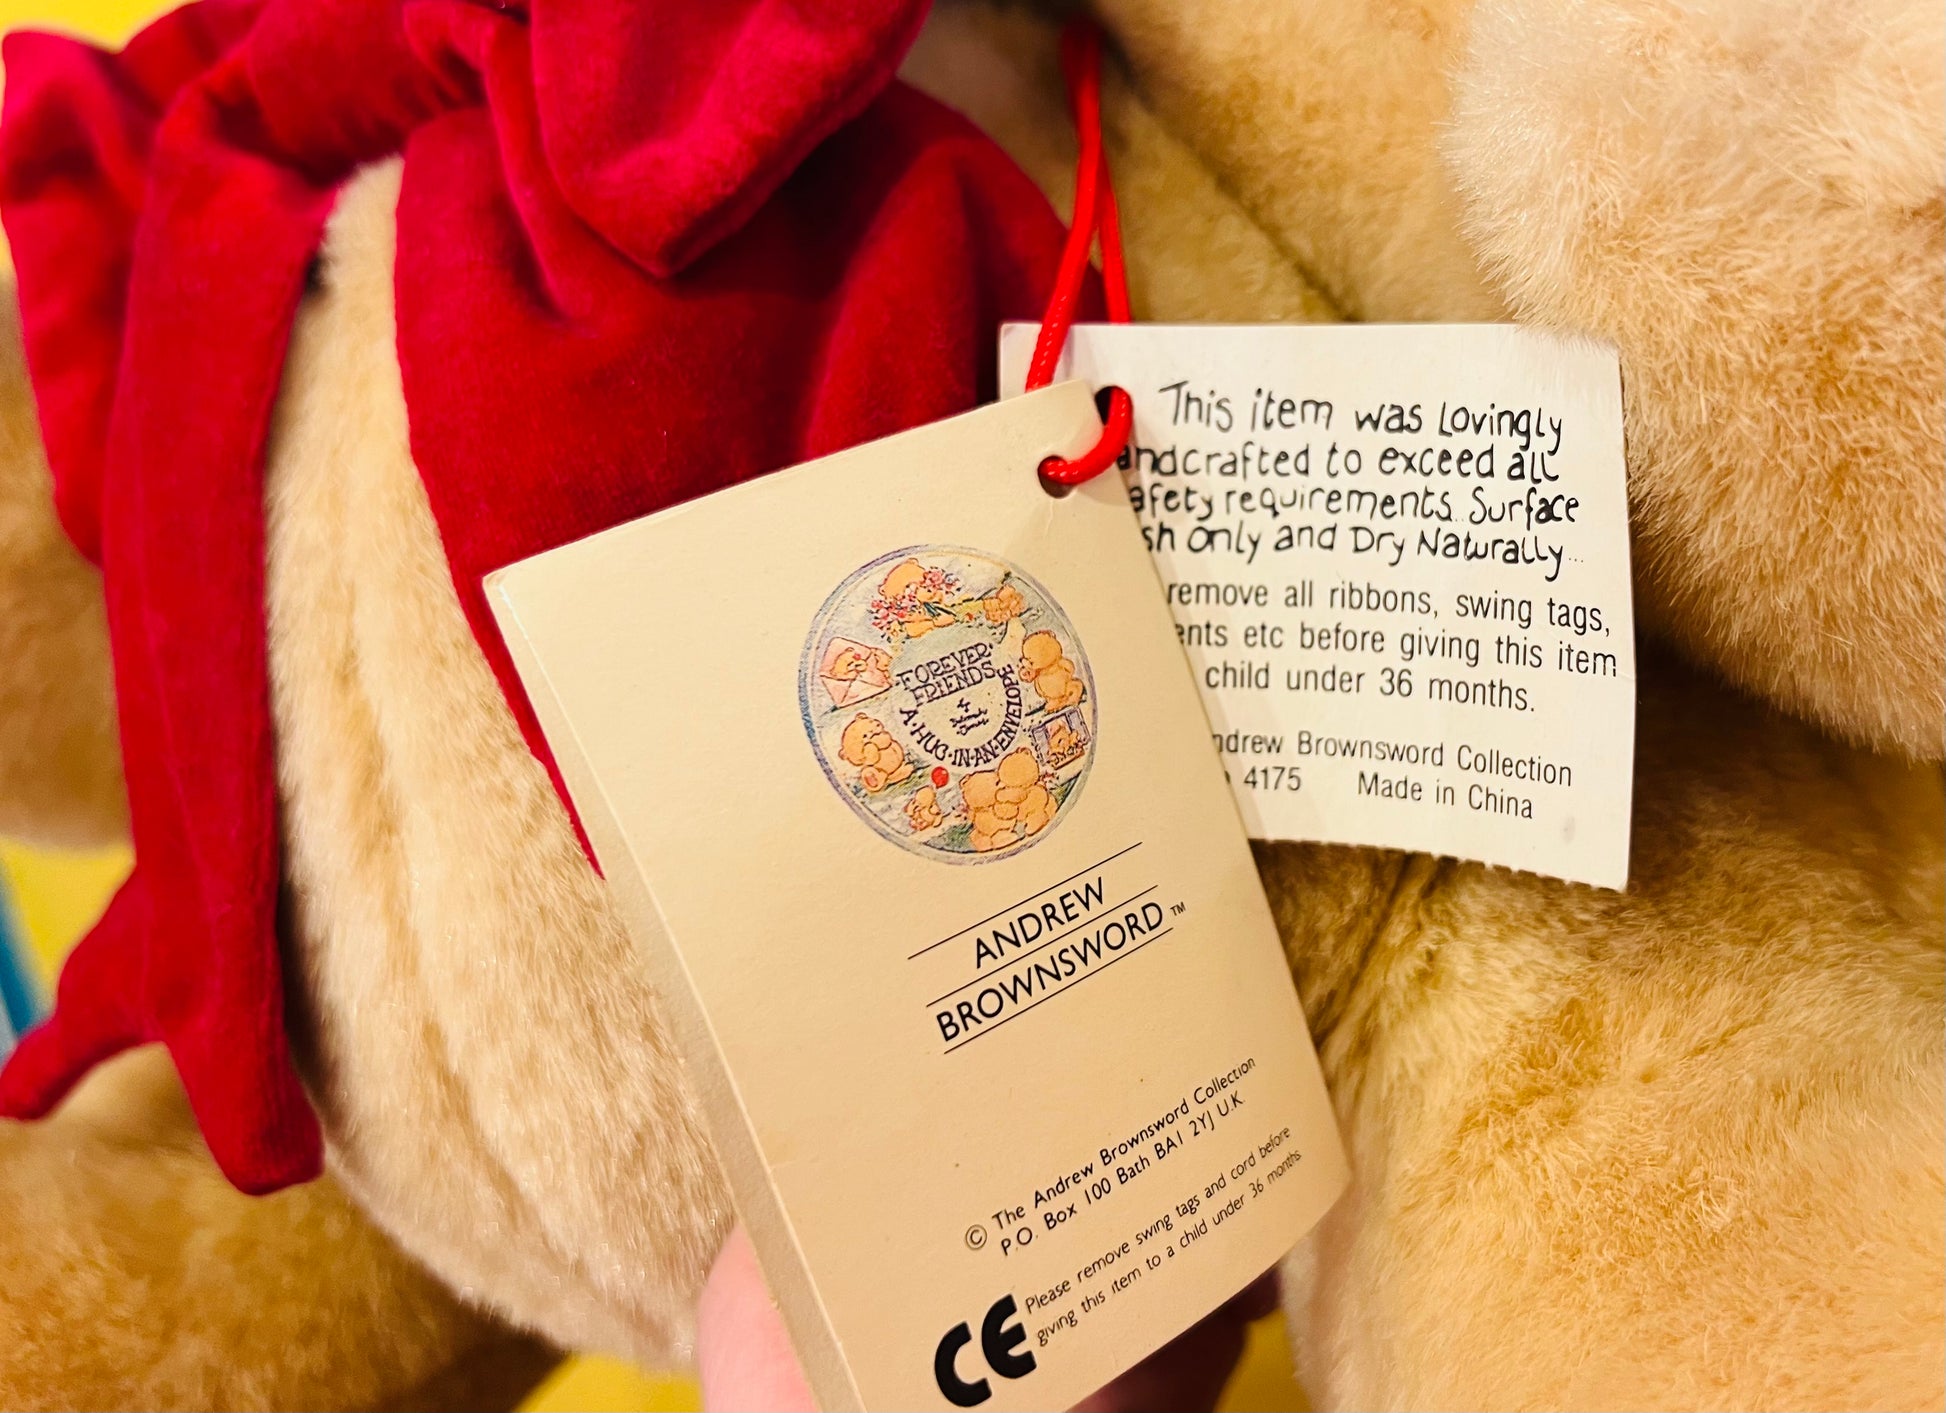 This item was Lovingly
andcrafted to exceed all
afety requirements. Surface
sh only and Dry Naturally...
remove all ribbons, swing tags,
ents etc before giving this item
child under 36 months.
ndrew Brownsword Collection
4175 Made in China
FOREVER
FRIENDS
A·HUG·IN·AN·ENVELOPE
ANDREW
BROWNSWORD™
© The Andrew Brownsword Collection
P.O. Box 100 Bath BA1 2YJ U.K
Please remove swing tags and cord before
giving this item to a child under 36 months
CE